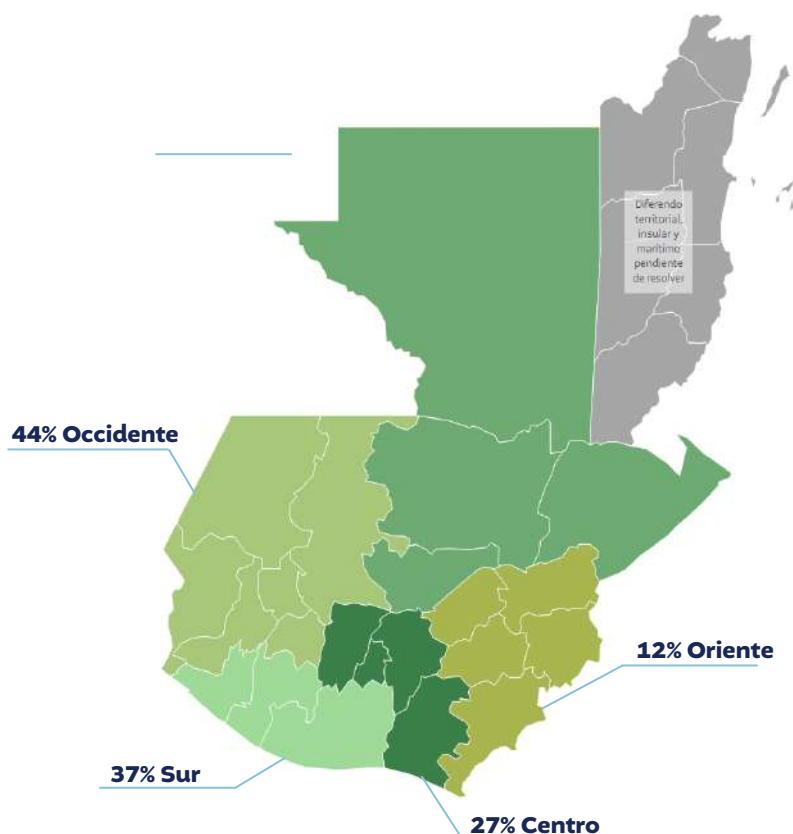 Diferendo
territorial,
insular y
marítimo
pendiente
de resolver
44% Occidente
12% Oriente
37% Sur
27% Centro